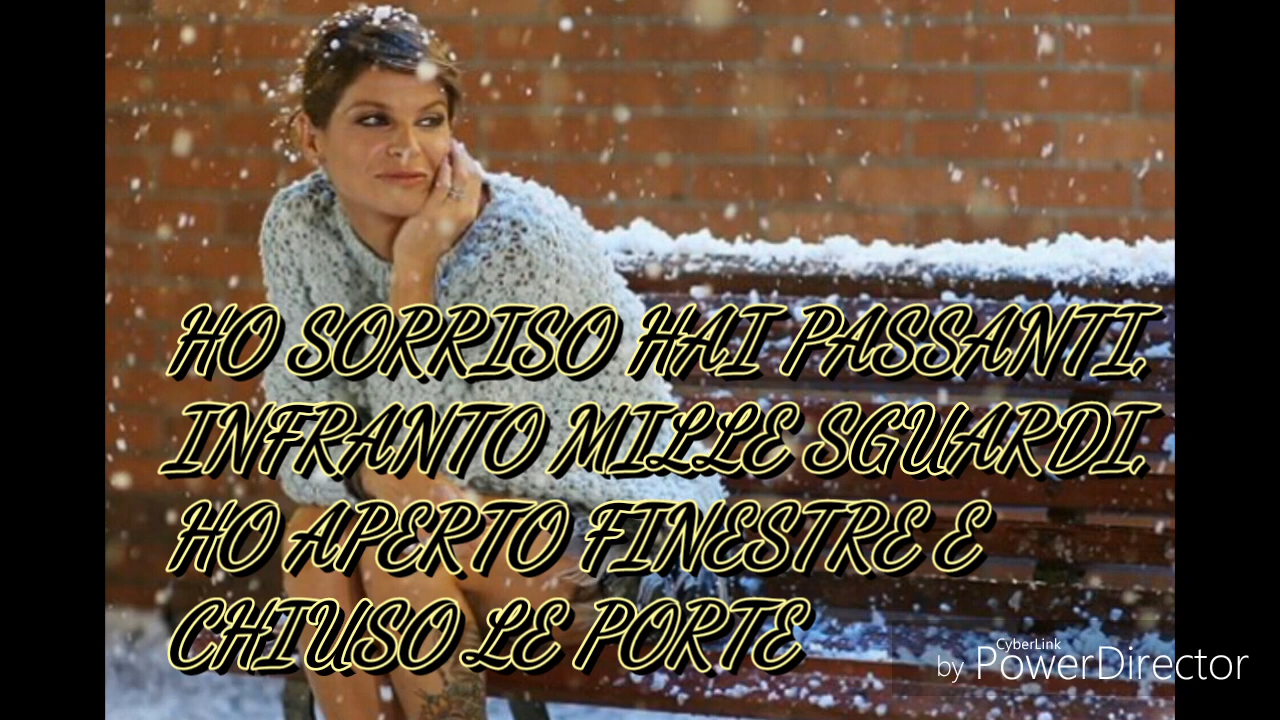 HO SORRISO HAI PASSANTI,
INFRANTO MILLE SGUARDI,
HO APERTO FINESTRE E
CHIUSO LE PORTE
CyberLink
by PowerDirector